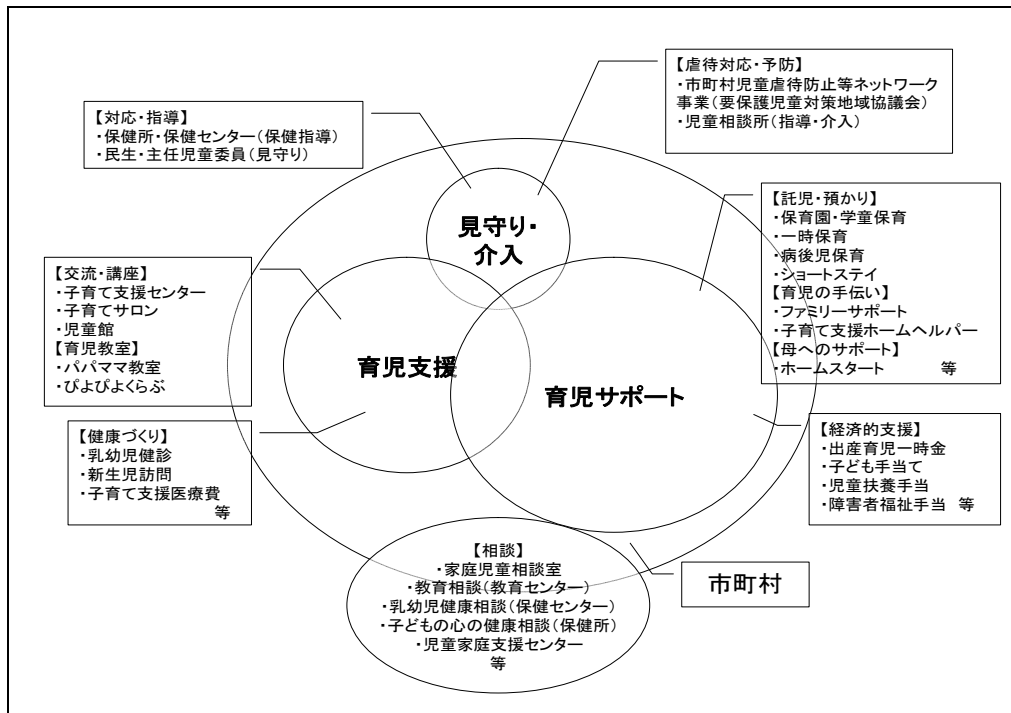 【虐待対応・予防】
・市町村児童虐待防止等ネットワーク
事業(要保護児童対策地域協議会)
・児童相談所(指導・介入)
【対応・指導】
・保健所・保健センター(保健指導)
・民生・主任児童委員(見守り)
見守り・
介入
【託児・預かり】
・保育園・学童保育
・一時保育
・病後児保育
・ショートステイ
【育児の手伝い】
・ファミリーサポート
・子育て支援ホームヘルパー
【母へのサポート】
・ホームスタート 等
【交流・講座】
・子育て支援センター
・子育てサロン
・児童館
【育児教室】
・パパママ教室
・ぴよぴよくらぶ
育児支援
育児サポート
【健康づくり】
・乳幼児健診
・新生児訪問
・子育て支援医療費
等
【経済的支援】
・出産育児一時金
・子ども手当て
・児童扶養手当
・障害者福祉手当 等
【相談】
・家庭児童相談室
・教育相談(教育センター)
・乳幼児健康相談(保健センター)
・子どもの心の健康相談(保健所)
・児童家庭支援センター
等
市町村